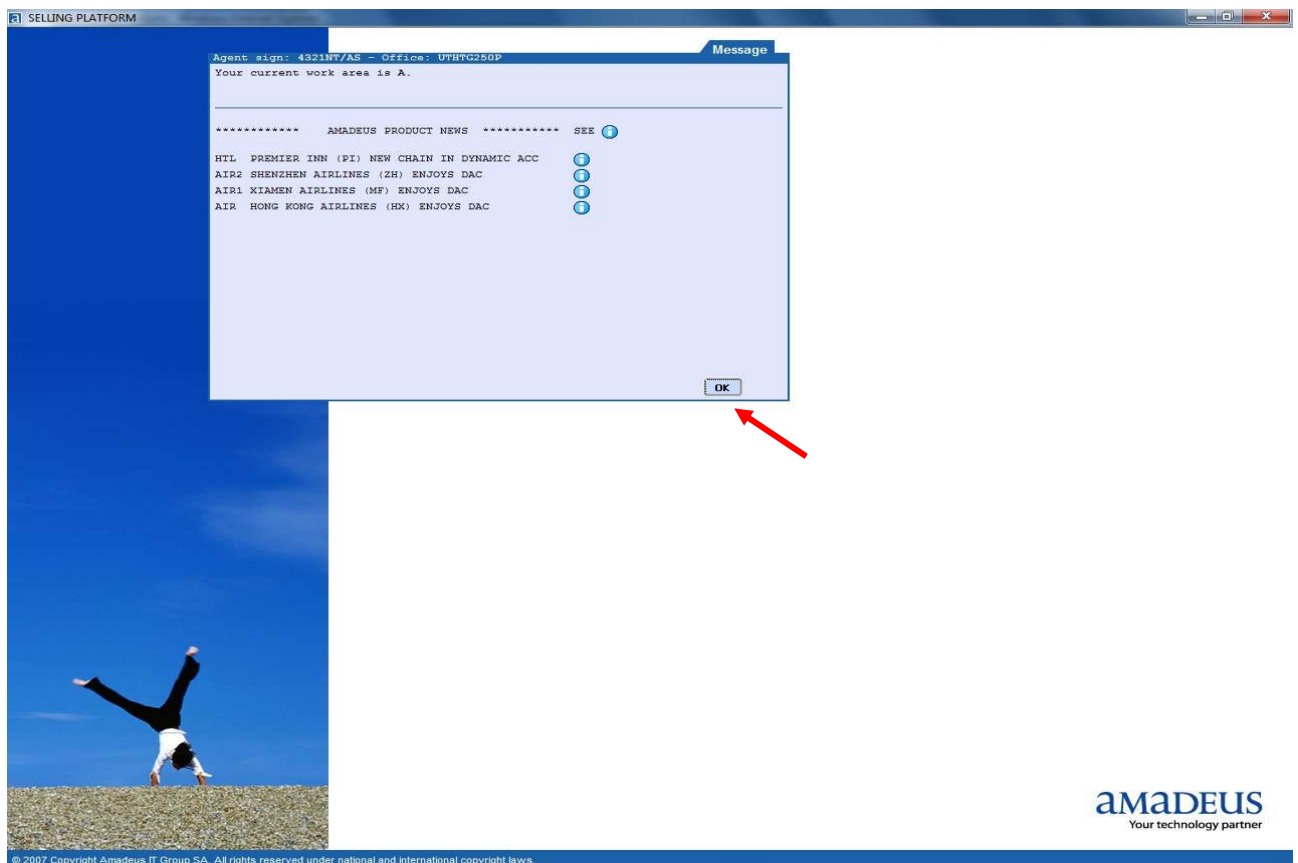 SELLING PLATFORM
Message
Agent sign: 4321NT/AS - Office: UTHTG250P
Your current work area is A.
************ AMADEUS PRODUCT NEWS *********** SEE
HTL PREMIER INN (PI) NEW CHAIN IN DYNAMIC ACC
AIR2 SHENZHEN AIRLINES (ZH) ENJOYS DAC
AIR1 XIAMEN AIRLINES (MF) ENJOYS DAC
AIR HONG KONG AIRLINES (HX) ENJOYS DAC
OK
amadeus
Your technology partner
© 2007 Copyright Amadeus IT Group SA. All rights reserved under national and international copyright laws.